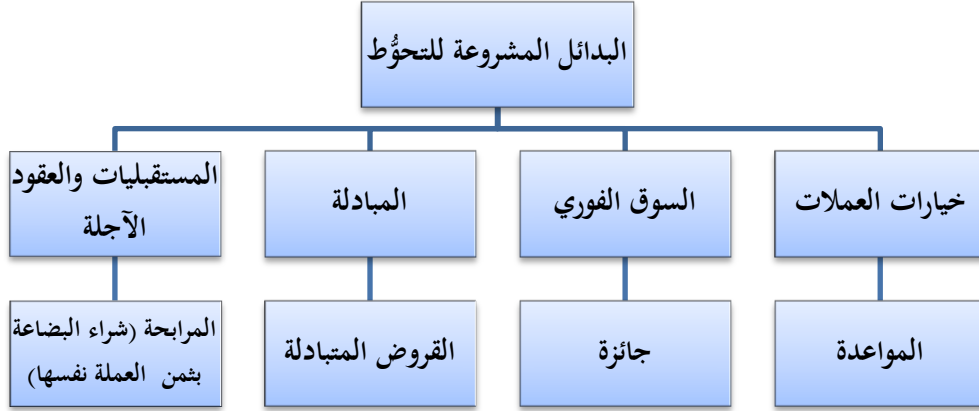 البدائل المشروعة للتحوُّط
خيارات العملات
السوق الفوري
المبادلة
المستقبليات والعقود
الآجلة
المواعدة
جائزة
القروض المتبادلة
المرابحة (شراء البضاعة
بثمن العملة نفسها)